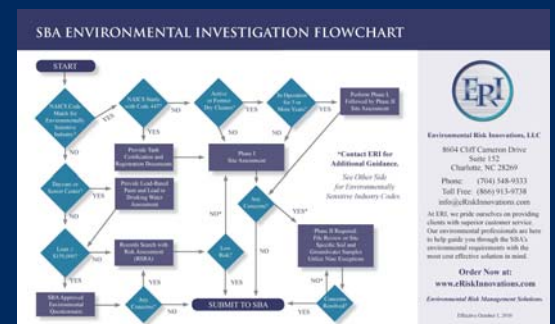 SBA ENVIRONMENTAL INVESTIGATION FLOWCHART
START
NAICS Code
Match for
Environmentally
Sensitive
Industry?
YES
NAICS Starts
with Code 447?
NO
Active
or Former
Dry Cleaner?
YES
In Operation
for 5 or
More Years?
YES
Perform Phase I
Followed by Phase II
Site Assessment
NO
YES
NO
NO
Provide Tank
Certification and
Registration Documents
Phase I
Site Assessment
*Contact ERI for
Additional Guidance.
See Other Side
for Environmentally
Sensitive Industry Codes.
Daycare or
Senior Center?
YES
Provide Lead-Based
Paint and Lead in
Drinking Water
Assessment
Any
Concerns?
NO
NO*
YES*
Loan >
YES
Records Search with
Risk Assessment
(RSRA)
Low
Risk?
Phase II Required.
File Review or Site
Specific Soil and
Groundwater Samples
Unless Note Exceptions
NO
YES
YES
NO
NO*
SBA Approved
Environmental
Questionnaire
Any
Concerns?
NO
SUBMIT TO SBA
YES
Concerns
Resolved?
ERI
Environmental Risk Innovations, LLC
8604 Cliff Cameron Drive
Suite 152
Charlotte, NC 28269
Phone: (704) 548-9333
Toll Free: (866) 913-9738
info@eRiskInnovations.com
At ERI, we pride ourselves on providing
clients with superior customer service.
Our environmental professionals are here
to help guide you through the SBA's
environmental requirements with the
most cost effective solution in mind.
Order Now at:
www.eRiskInnovations.com
Environmental Risk Management Solutions.
Effective October 1, 2010